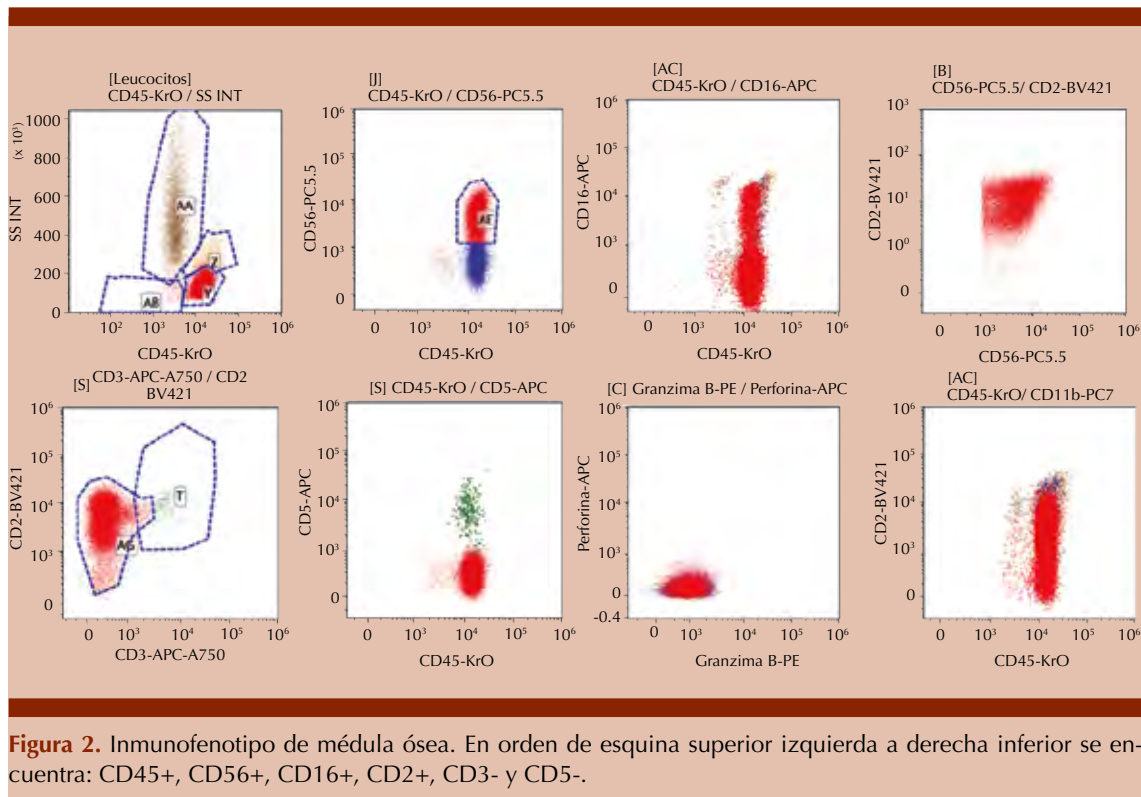 [Leucocitos]
CD45-KrO / SS INT
(x 10³)
1000
800
600
400
200
0
SS INT
AA
Z
Y
AB
10² 10³ 10⁴ 10⁵ 10⁶
CD45-KrO
[J]
CD45-KrO / CD56-PC5.5
10⁶
10⁵
10⁴
10³
0
CD56-PC5.5
0 10³ 10⁴ 10⁵ 10⁶
CD45-KrO
[AC]
CD45-KrO / CD16-APC
10⁶
10⁵
10⁴
10³
0
CD16-APC
0 10³ 10⁴ 10⁵ 10⁶
CD45-KrO
[B]
CD56-PC5.5/ CD2-BV421
10³
10²
10¹
10⁰
0
CD2-BV421
0 10³ 10⁴ 10⁵ 10⁶
CD56-PC5.5
[S] CD3-APC-A750 / CD2
BV421
10⁶
10⁵
10⁴
10³
0
CD2-BV421
T
AG
0 10³ 10⁴ 10⁵ 10⁶
CD3-APC-A750
[S] CD45-KrO / CD5-APC
10⁶
10⁵
10⁴
10³
0
CD5-APC
0 10³ 10⁴ 10⁵ 10⁶
CD45-KrO
[C] Granzima B-PE / Perforina-APC
10⁶
10⁵
10⁴
10³
0
-0.4
Perforina-APC
0 10³ 10⁴ 10⁵ 10⁶
Granzima B-PE
[AC]
CD45-KrO/ CD11b-PC7
10⁶
10⁵
10⁴
10³
0
CD2-BV421
0 10³ 10⁴ 10⁵ 10⁶
CD45-KrO
Figura 2. Inmunofenotipo de médula ósea. En orden de esquina superior izquierda a derecha inferior se en-
cuentra: CD45+, CD56+, CD16+, CD2+, CD3- y CD5-.